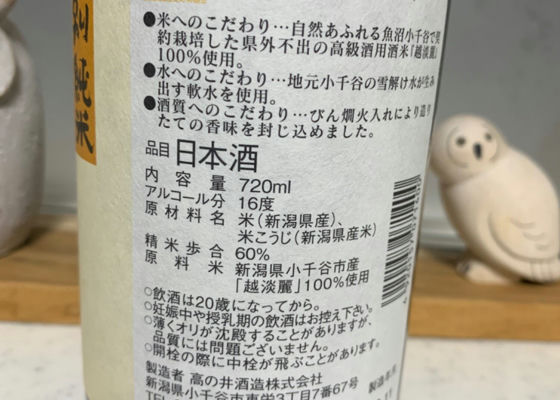 別純米
●米へのこだわり…自然あふれる魚沼小千谷で契
約栽培した県外不出の高級酒用酒米「越淡麗」
100%使用。
●水へのこだわり…地元小千谷の雪解け水が生み
出す軟水を使用。
●酒質へのこだわり…びん燗火入れにより造り
たての香味を封じ込めました。
品目 日本酒
内容量 720ml
アルコール分 16度
原材料名 米(新潟県産)、
米こうじ(新潟県産米)
精米歩合 60%
原料米 新潟県小千谷市産
「越淡麗」100%使用
○飲酒は20歳になってから。
○妊娠中や授乳期の飲酒はお控え下さい。
○薄くオリが沈殿することがありますが、
品質には問題ございません。
○開栓の際に中栓が飛ぶことがあります。
製造者 高の井酒造株式会社
新潟県小千谷市東栄3丁目7番67号
製造年月